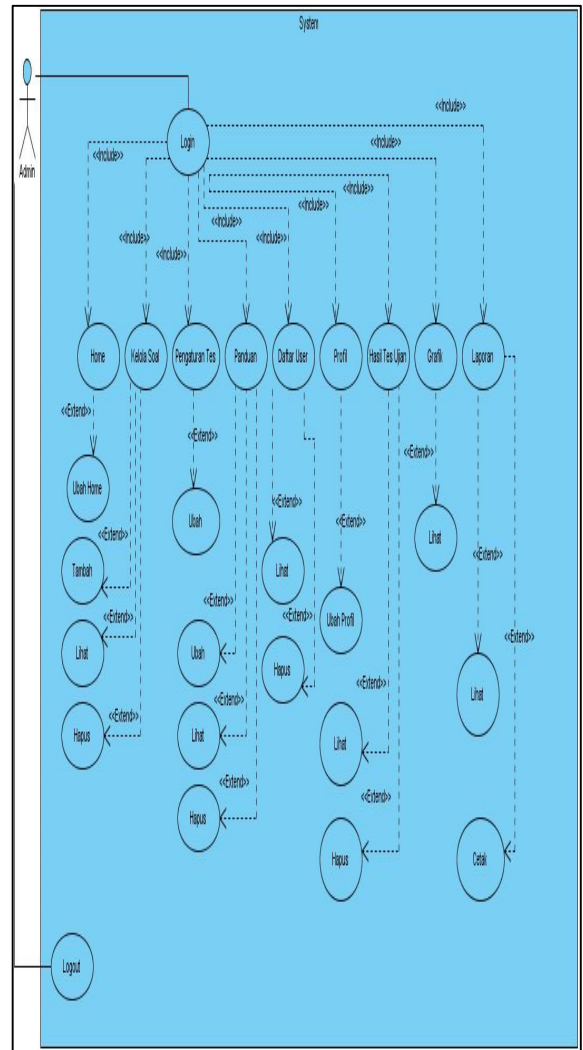 System
Admin
Login
<<Include>>
<<Include>>
<<Include>>
<<Include>>
<<Include>>
<<Include>>
<<Include>>
<<Include>>
<<Include>>
Home
Kelola Soal
Pengaturan Tes
Panduan
Daftar User
Profil
Hasil Tes Ujian
Grafik
Laporan
<<Extend>>
<<Extend>>
<<Extend>>
Ubah Home
<<Extend>>
Ubah
Lihat
<<Extend>>
<<Extend>>
<<Extend>>
Tambah
<<Extend>>
Lihat
<<Extend>>
Ubah Profil
<<Extend>>
<<Extend>>
Lihat
Ubah
Hapus
<<Extend>>
<<Extend>>
<<Extend>>
Lihat
Hapus
Lihat
Lihat
<<Extend>>
Hapus
<<Extend>>
Hapus
Cetak
Logout